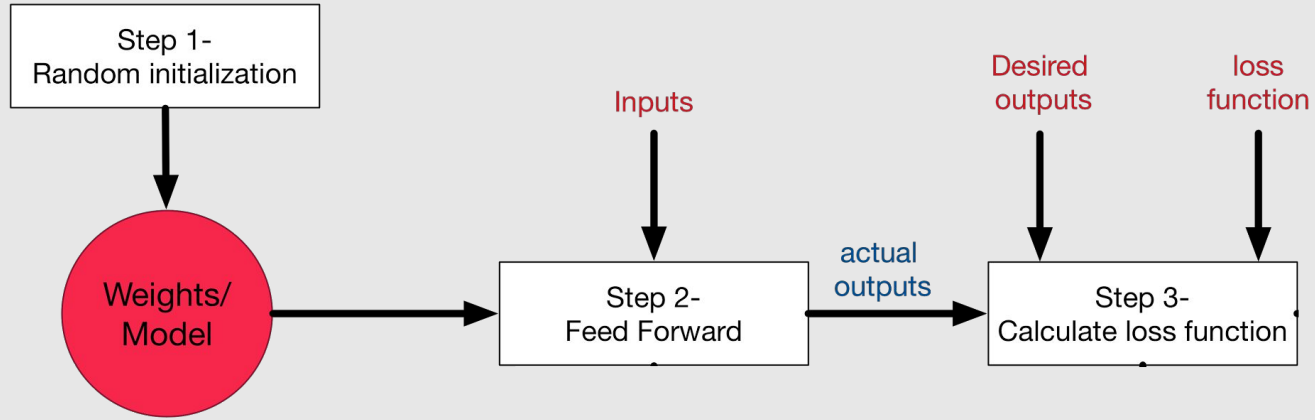 Step 1-
Random initialization
Weights/
Model
Inputs
Step 2-
Feed Forward
actual
outputs
Desired
outputs
loss
function
Step 3-
Calculate loss function